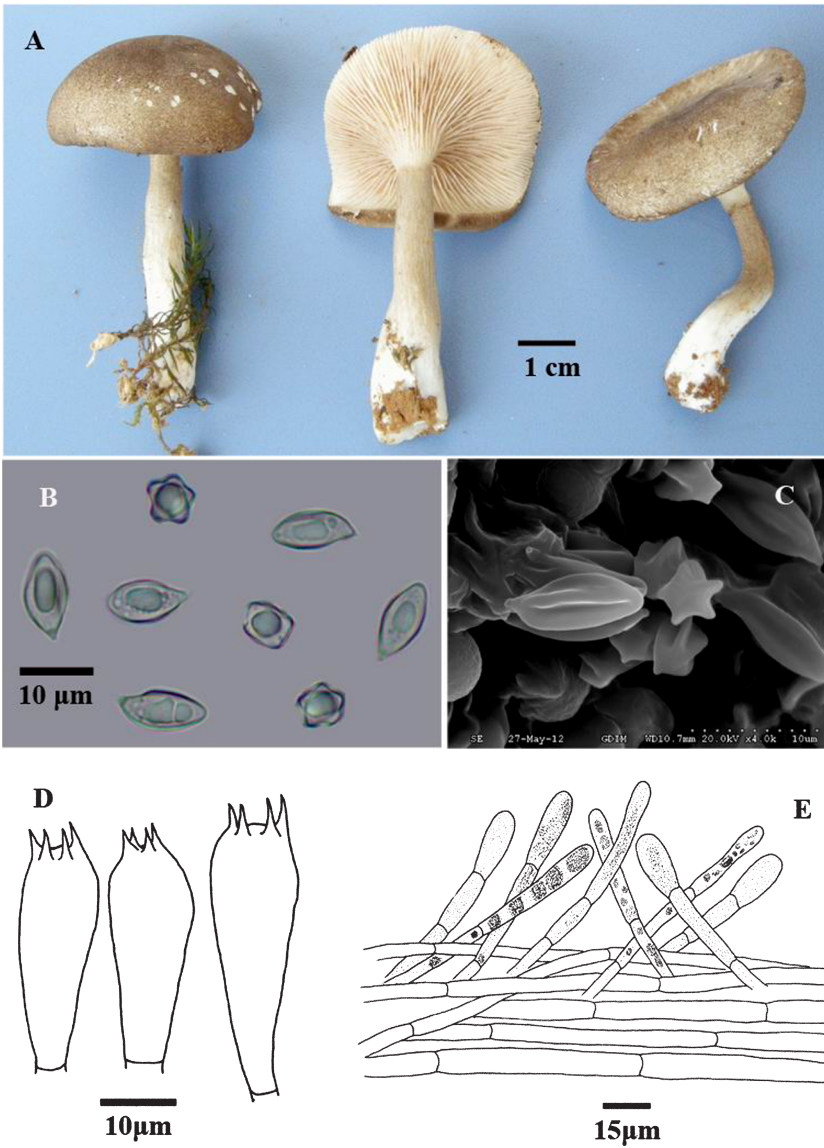 A
1 cm
B
10 µm
C
SE 27-May-12 GDIM WD10.7mm 20.0kV x4.0k 10um
D
10µm
E
15µm